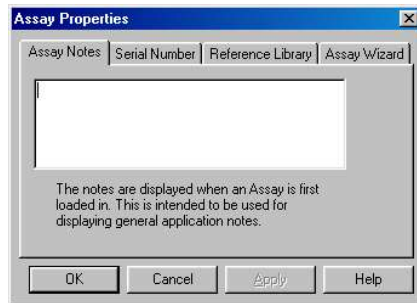 Assay Properties
Assay Notes Serial Number Reference Library Assay Wizard
The notes are displayed when an Assay is first
loaded in. This is intended to be used for
displaying general application notes.
OK Cancel Apply Help